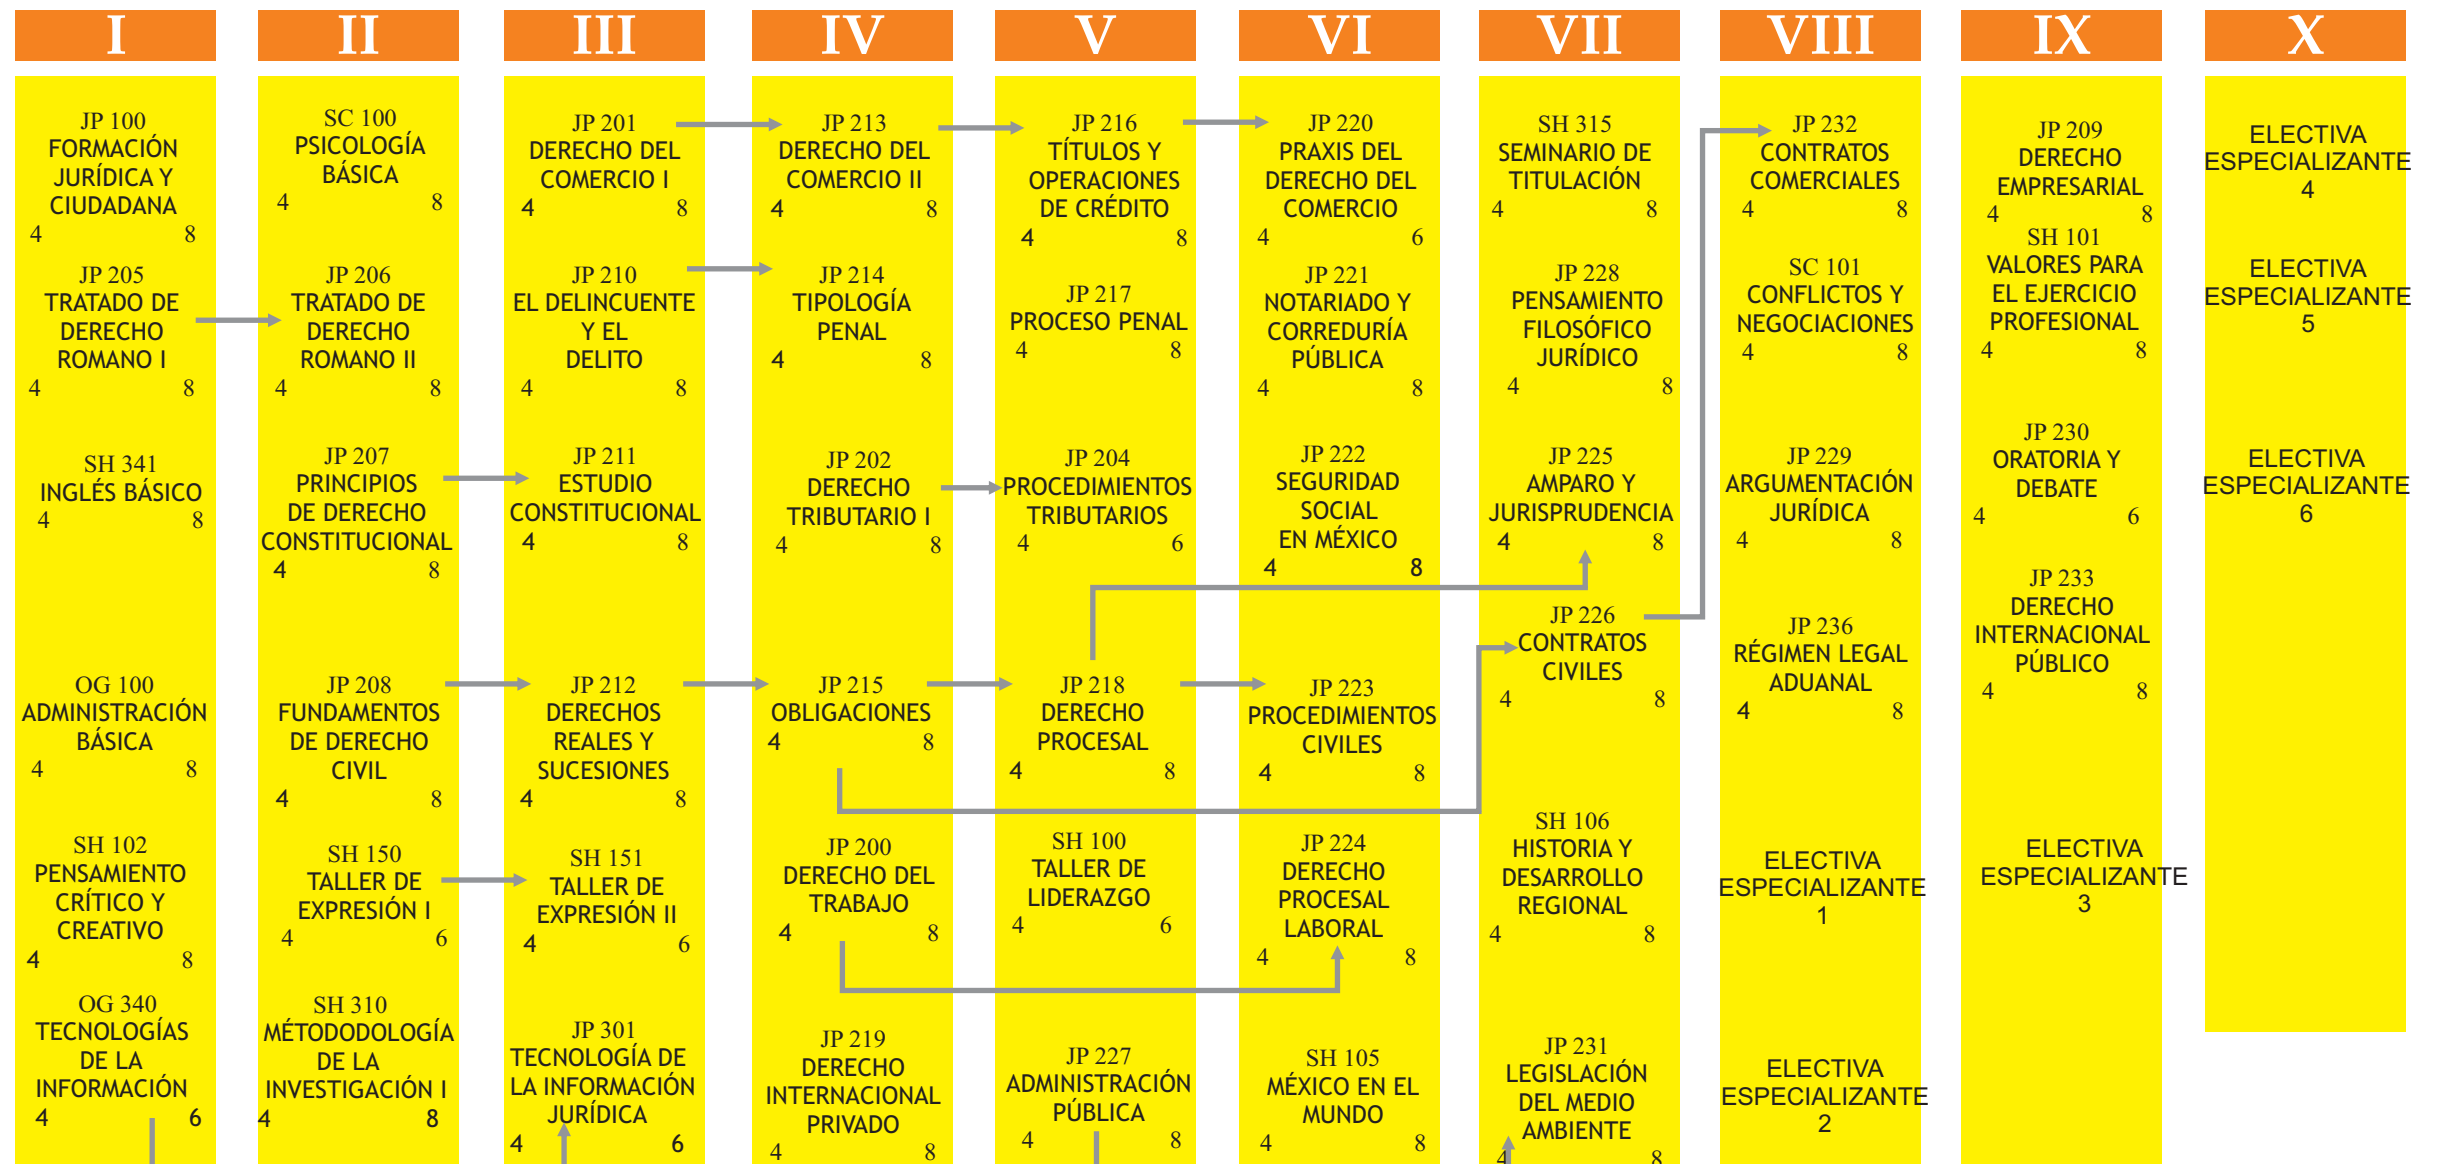 I
JP 100
FORMACIÓN
JURÍDICA Y
CIUDADANA
4 8
JP 205
TRATADO DE
DERECHO
ROMANO I
4 8
SH 341
INGLÉS BÁSICO
4 8
OG 100
ADMINISTRACIÓN
BÁSICA
4 8
SH 102
PENSAMIENTO
CRÍTICO Y
CREATIVO
4 8
OG 340
TECNOLOGÍAS
DE LA
INFORMACIÓN
4 6
II
SC 100
PSICOLOGÍA
BÁSICA
4 8
JP 206
TRATADO DE
DERECHO
ROMANO II
4 8
JP 207
PRINCIPIOS
DE DERECHO
CONSTITUCIONAL
4 8
JP 208
FUNDAMENTOS
DE DERECHO
CIVIL
4 8
SH 150
TALLER DE
EXPRESIÓN I
4 6
SH 310
MÉTODODOLOGÍA
DE LA
INVESTIGACIÓN I
4 8
III
JP 201
DERECHO DEL
COMERCIO I
4 8
JP 210
EL DELINCUENTE
Y EL
DELITO
4 8
JP 211
ESTUDIO
CONSTITUCIONAL
4 8
JP 212
DERECHOS
REALES Y
SUCESIONES
4 8
SH 151
TALLER DE
EXPRESIÓN II
4 6
JP 301
TECNOLOGÍA DE
LA INFORMACIÓN
JURÍDICA
4 6
IV
JP 213
DERECHO DEL
COMERCIO II
4 8
JP 214
TIPOLOGÍA
PENAL
4 8
JP 202
DERECHO
TRIBUTARIO I
4 8
JP 215
OBLIGACIONES
4 8
JP 200
DERECHO DEL
TRABAJO
4 8
JP 219
DERECHO
INTERNACIONAL
PRIVADO
4 8
V
JP 216
TÍTULOS Y
OPERACIONES
DE CRÉDITO
4 8
JP 217
PROCESO PENAL
4 8
JP 204
PROCEDIMIENTOS
TRIBUTARIOS
4 6
JP 218
DERECHO
PROCESAL
4 8
SH 100
TALLER DE
LIDERAZGO
4 6
JP 227
ADMINISTRACIÓN
PÚBLICA
4 8
VI
JP 220
PRAXIS DEL
DERECHO DEL
COMERCIO
4 6
JP 221
NOTARIADO Y
CORREDURÍA
PÚBLICA
4 8
JP 222
SEGURIDAD
SOCIAL
EN MÉXICO
4 8
JP 223
PROCEDIMIENTOS
CIVILES
4 8
JP 224
DERECHO
PROCESAL
LABORAL
4 8
SH 105
MÉXICO EN EL
MUNDO
4 8
VII
SH 315
SEMINARIO DE
TITULACIÓN
4 8
JP 228
PENSAMIENTO
FILOSÓFICO
JURÍDICO
4 8
JP 225
AMPARO Y
JURISPRUDENCIA
4 8
JP 226
CONTRATOS
CIVILES
4 8
SH 106
HISTORIA Y
DESARROLLO
REGIONAL
4 8
JP 231
LEGISLACIÓN
DEL MEDIO
AMBIENTE
4 8
VIII
JP 232
CONTRATOS
COMERCIALES
4 8
SC 101
CONFLICTOS Y
NEGOCIACIONES
4 8
JP 229
ARGUMENTACIÓN
JURÍDICA
4 8
JP 236
RÉGIMEN LEGAL
ADUANAL
4 8
ELECTIVA
ESPECIALIZANTE
1
ELECTIVA
ESPECIALIZANTE
2
IX
JP 209
DERECHO
EMPRESARIAL
4 8
SH 101
VALORES PARA
EL EJERCICIO
PROFESIONAL
4 8
JP 230
ORATORIA Y
DEBATE
4 6
JP 233
DERECHO
INTERNACIONAL
PÚBLICO
4 8
ELECTIVA
ESPECIALIZANTE
3
X
ELECTIVA
ESPECIALIZANTE
4
ELECTIVA
ESPECIALIZANTE
5
ELECTIVA
ESPECIALIZANTE
6